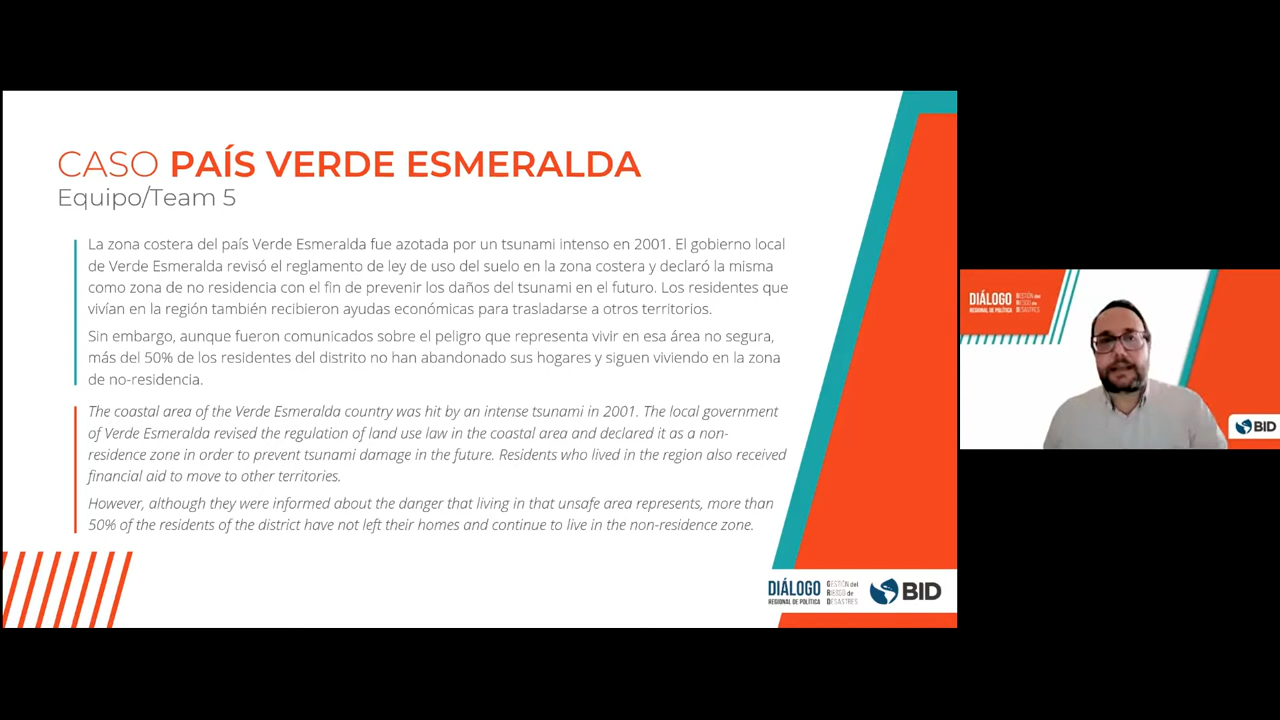 CASO PAÍS VERDE ESMERALDA
Equipo/Team 5
La zona costera del país Verde Esmeralda fue azotada por un tsunami intenso en 2001. El gobierno local
de Verde Esmeralda revisó el reglamento de ley de uso del suelo en la zona costera y declaró la misma
como zona de no residencia con el fin de prevenir los daños del tsunami en el futuro. Los residentes que
vivían en la región también recibieron ayudas económicas para trasladarse a otros territorios.
Sin embargo, aunque fueron comunicados sobre el peligro que representa vivir en esa área no segura,
más del 50% de los residentes del distrito no han abandonado sus hogares y siguen viviendo en la zona
de no-residencia.
The coastal area of the Verde Esmeralda country was hit by an intense tsunami in 2001. The local government
of Verde Esmeralda revised the regulation of land use law in the coastal area and declared it as a non-
residence zone in order to prevent tsunami damage in the future. Residents who lived in the region also received
financial aid to move to other territories.
However, although they were informed about the danger that living in that unsafe area represents, more than
50% of the residents of the district have not left their homes and continue to live in the non-residence zone.
DIÁLOGO
REGIONAL DE POLÍTICA
GESTIÓN del
RIESGO de
DESASTRES
BID
DIÁLOGO
REGIONAL DE POLÍTICA
GESTIÓN del
RIESGO de
DESASTRES
BID